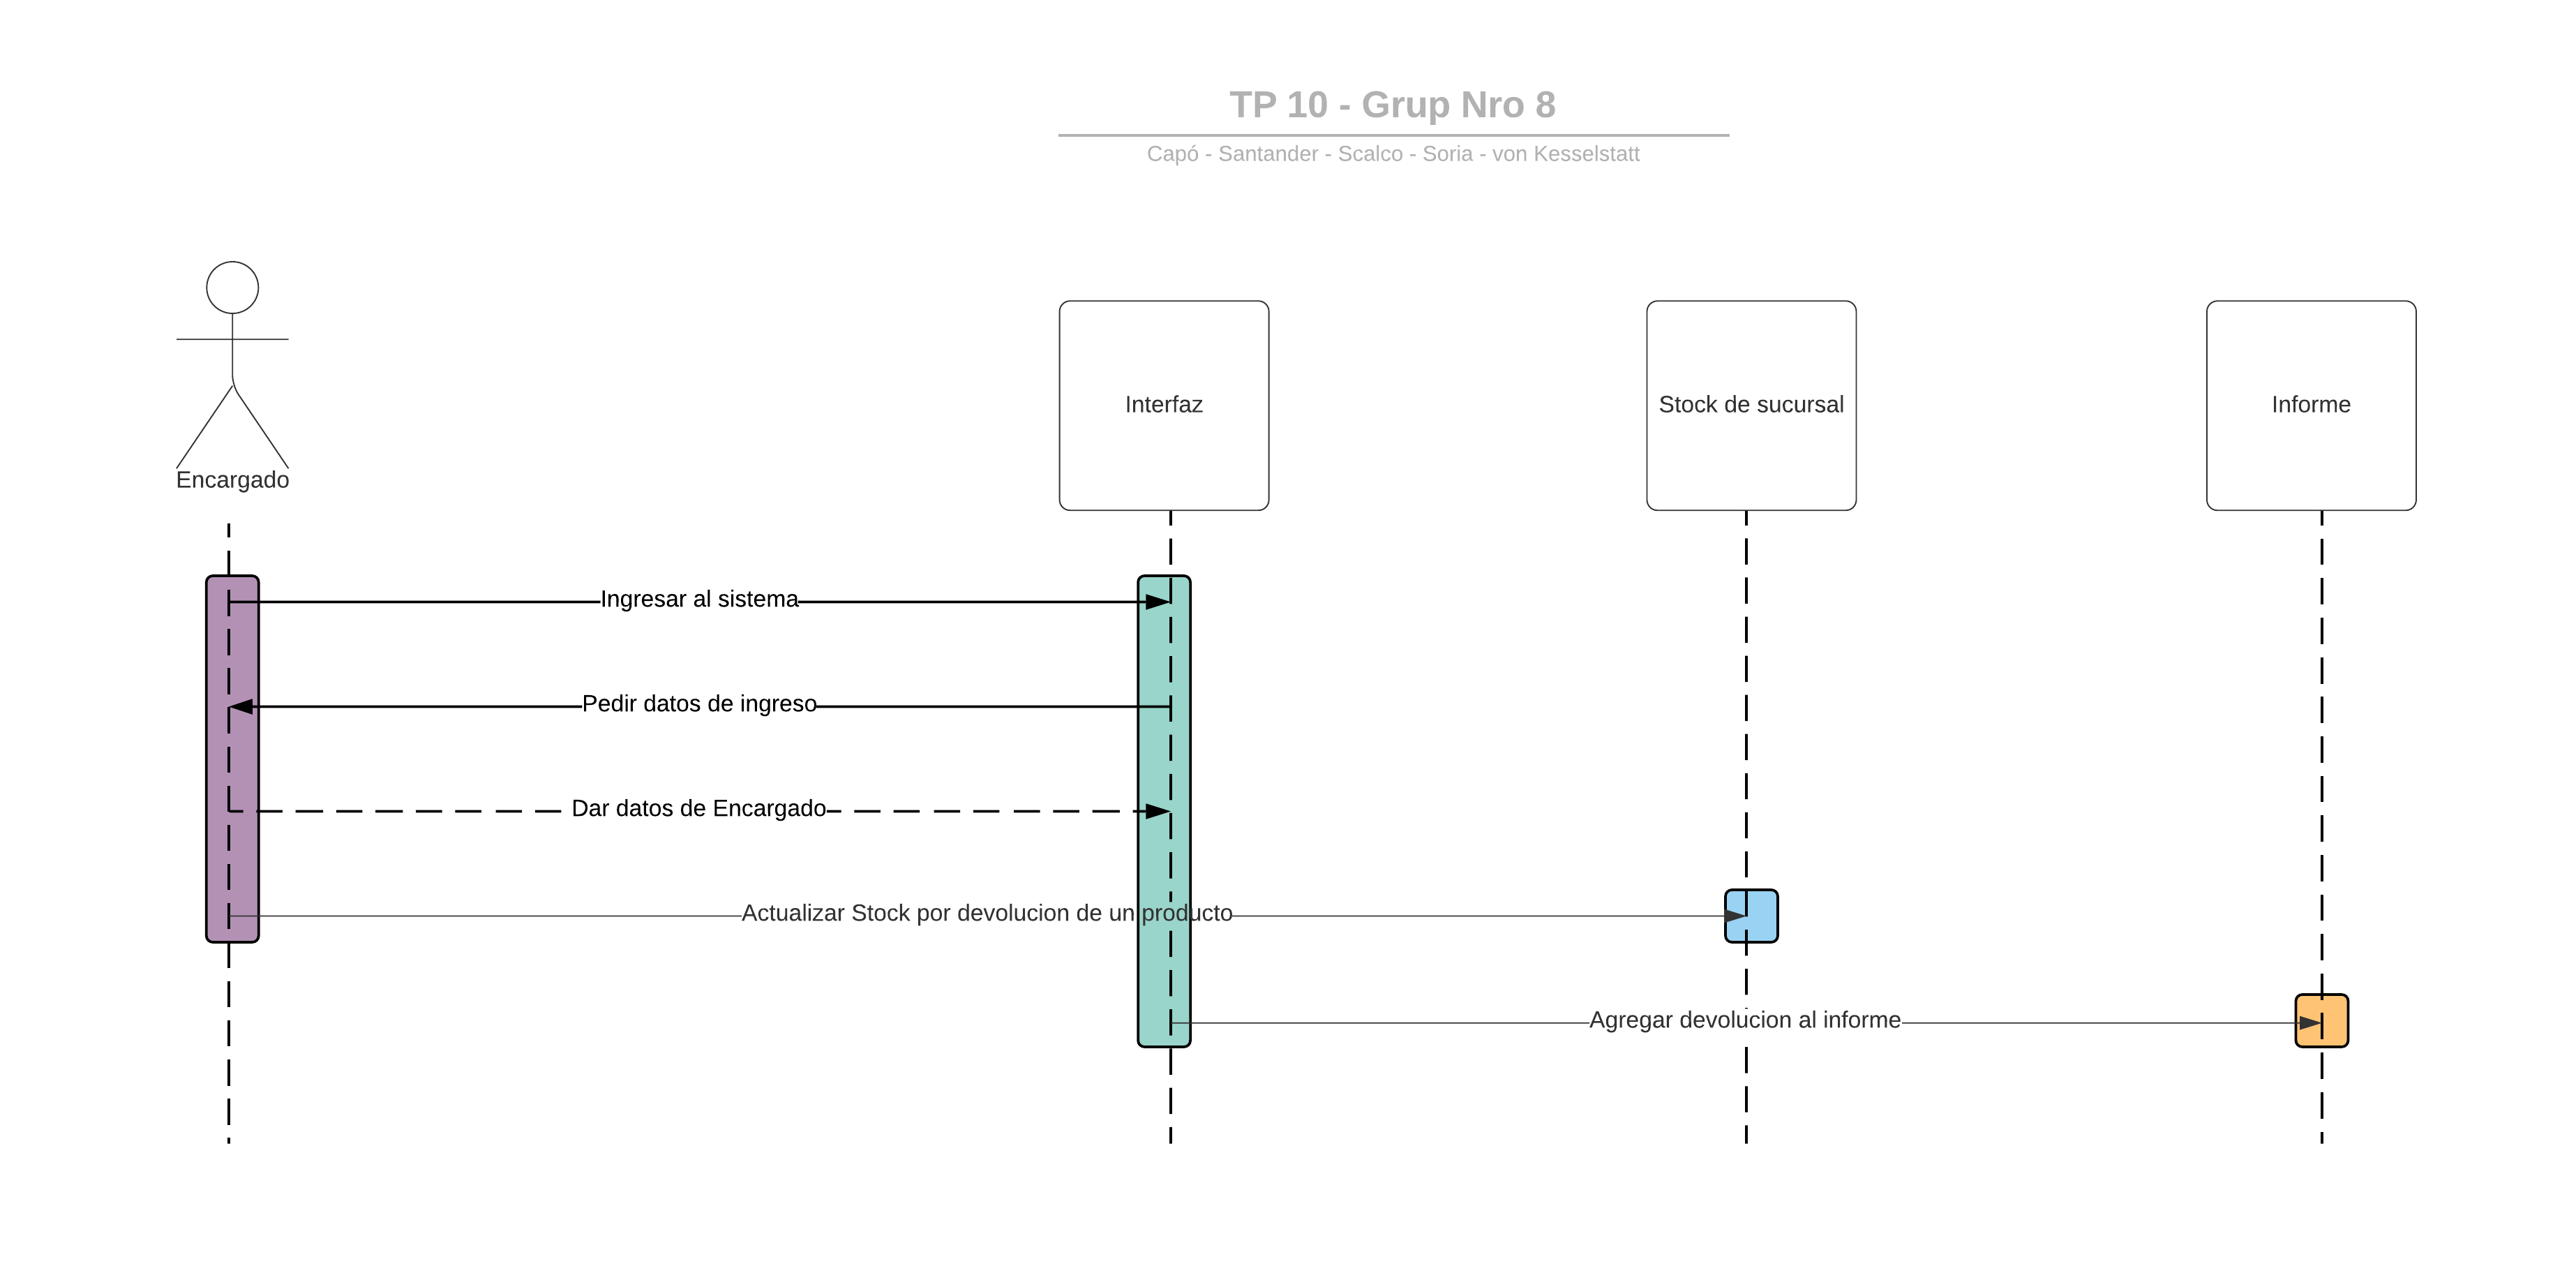 TP 10 - Grup Nro 8
Capó - Santander - Scalco - Soria - von Kesselstatt
Encargado
Interfaz
Stock de sucursal
Informe
Ingresar al sistema
Pedir datos de ingreso
Dar datos de Encargado
Actualizar Stock por devolucion de un producto
Agregar devolucion al informe